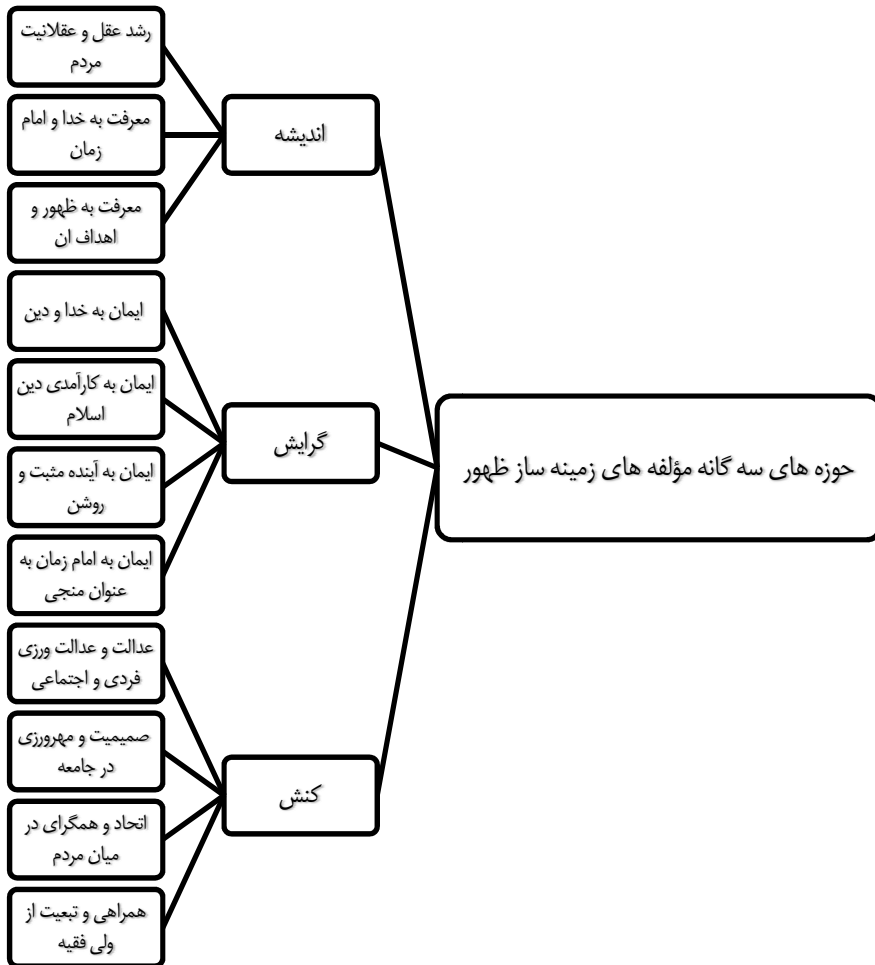 حوزه های سه گانه مؤلفه های زمینه ساز ظهور
اندیشه
رشد عقل و عقلانیت
مردم
معرفت به خدا و امام
زمان
معرفت به ظهور و
اهداف ان
گرایش
ایمان به خدا و دین
ایمان به کارآمدی دین
اسلام
ایمان به آینده مثبت و
روشن
ایمان به امام زمان به
عنوان منجی
کنش
عدالت و عدالت ورزی
فردی و اجتماعی
صمیمیت و مهرورزی
در جامعه
اتحاد و همگرای در
میان مردم
همراهی و تبعیت از
ولی فقیه